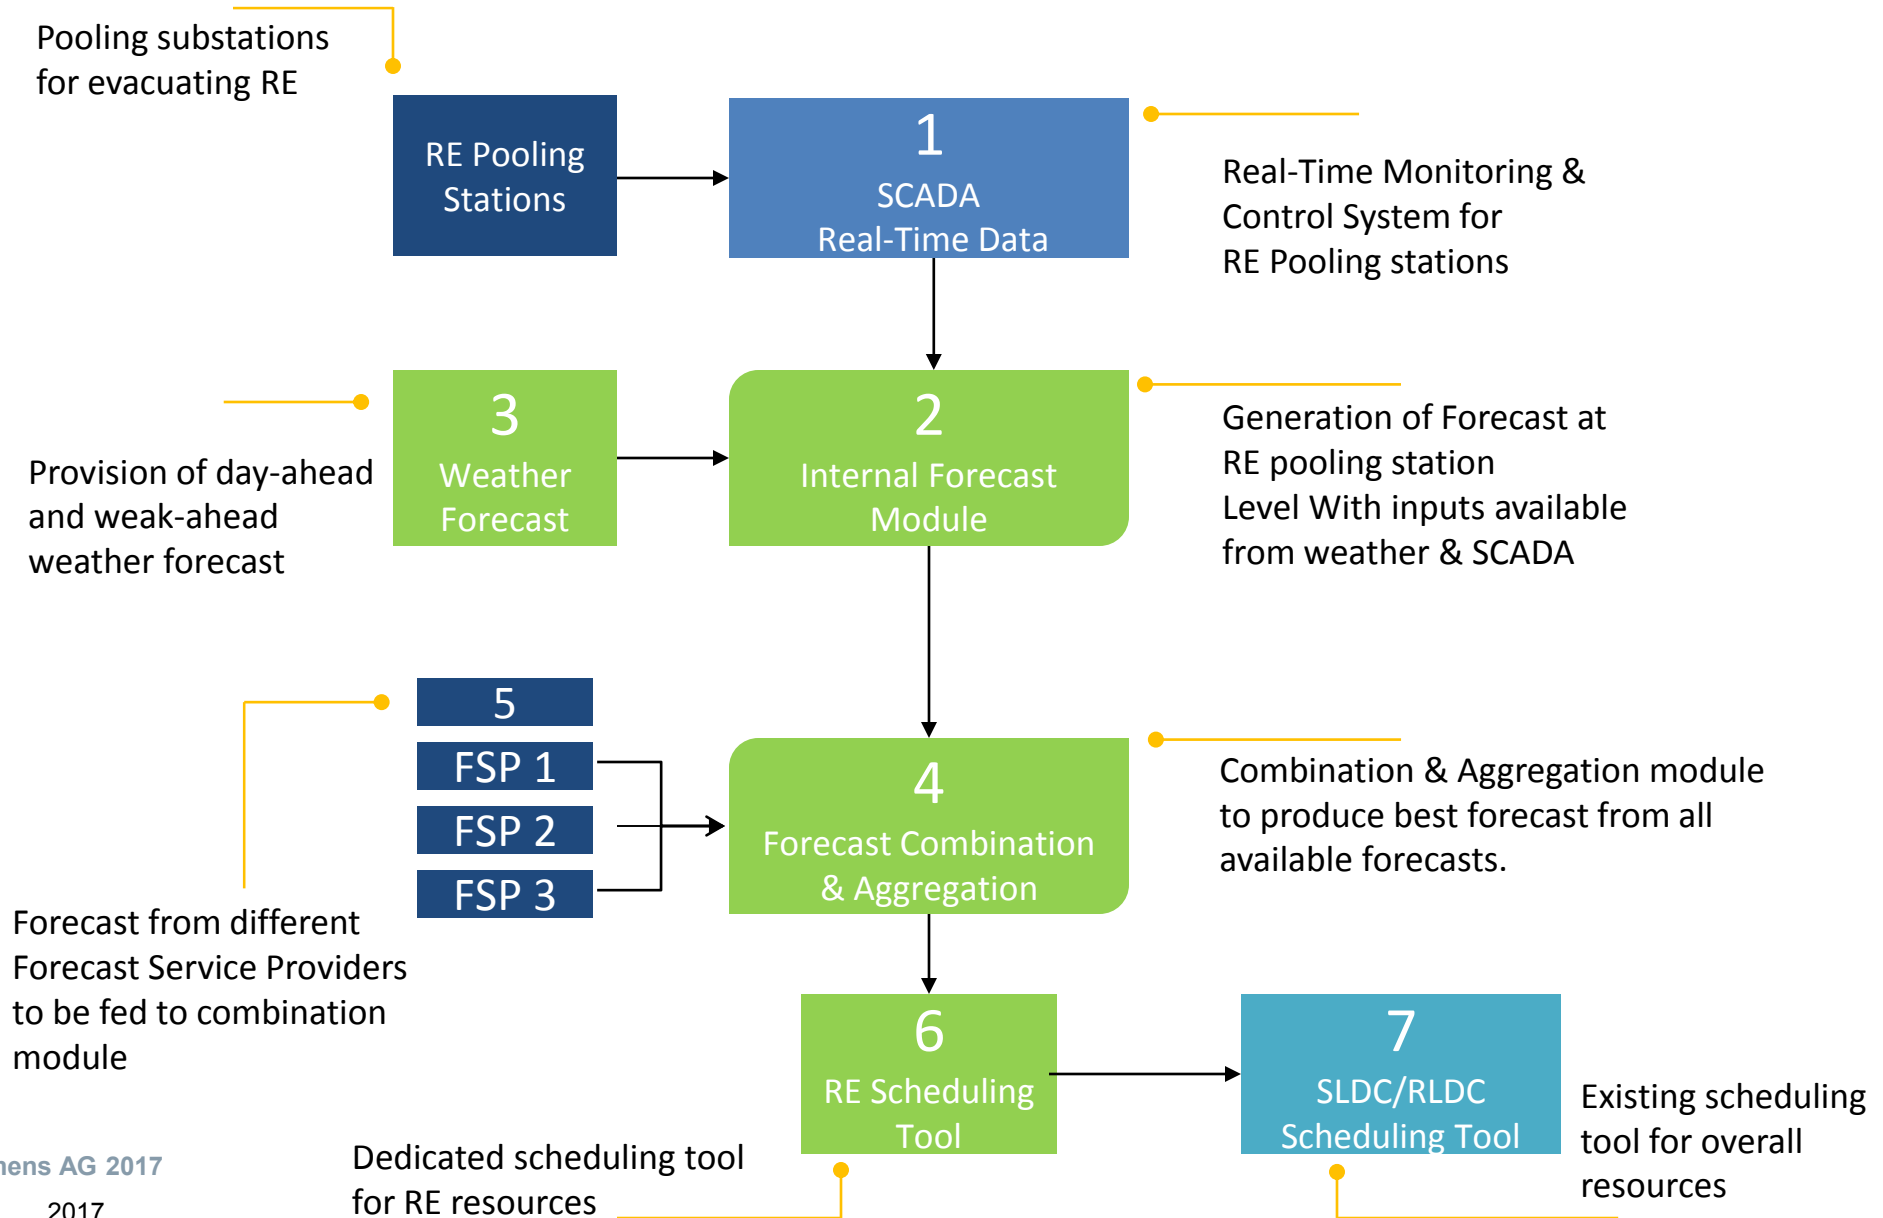 Pooling substations
for evacuating RE
RE Pooling
Stations
1
SCADA
Real-Time Data
Real-Time Monitoring &
Control System for
RE Pooling stations
3
Weather
Forecast
2
Internal Forecast
Module
Provision of day-ahead
and weak-ahead
weather forecast
Generation of Forecast at
RE pooling station
Level With inputs available
from weather & SCADA
5
FSP 1
FSP 2
FSP 3
4
Forecast Combination
& Aggregation
Combination & Aggregation module
to produce best forecast from all
available forecasts.
Forecast from different
Forecast Service Providers
to be fed to combination
module
6
RE Scheduling
Tool
7
SLDC/RLDC
Scheduling Tool
Existing scheduling
tool for overall
resources
Dedicated scheduling tool
for RE resources
AG 2017
2017